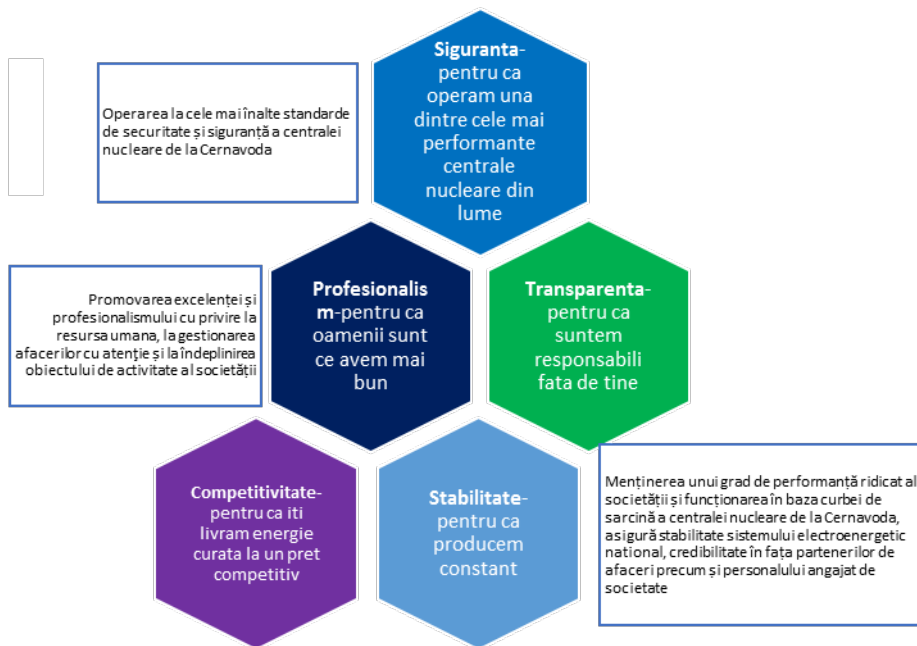 Siguranta-
pentru ca
operam una
dintre cele mai
performante
centrale
nucleare din
lume
Operarea la cele mai înalte standarde
de securitate și siguranță a centralei
nucleare de la Cernavoda
Promovarea excelenței și
profesionalismului cu privire la
resursa umana, la gestionarea
afacerilor cu atenție și la îndeplinirea
obiectului de activitate al societății
Profesionalis
m-pentru ca
oamenii sunt
ce avem mai
bun
Transparenta-
pentru ca
suntem
responsabili
fata de tine
Competitivitate-
pentru ca iti
livram energie
curata la un pret
competitiv
Stabilitate-
pentru ca
producem
constant
Menținerea unui grad de performanță ridicat al
societății și funcționarea în baza curbei de
sarcină a centralei nucleare de la Cernavoda,
asigură stabilitate sistemului electroenergetic
national, credibilitate în fața partenerilor de
afaceri precum și personalului angajat de
societate